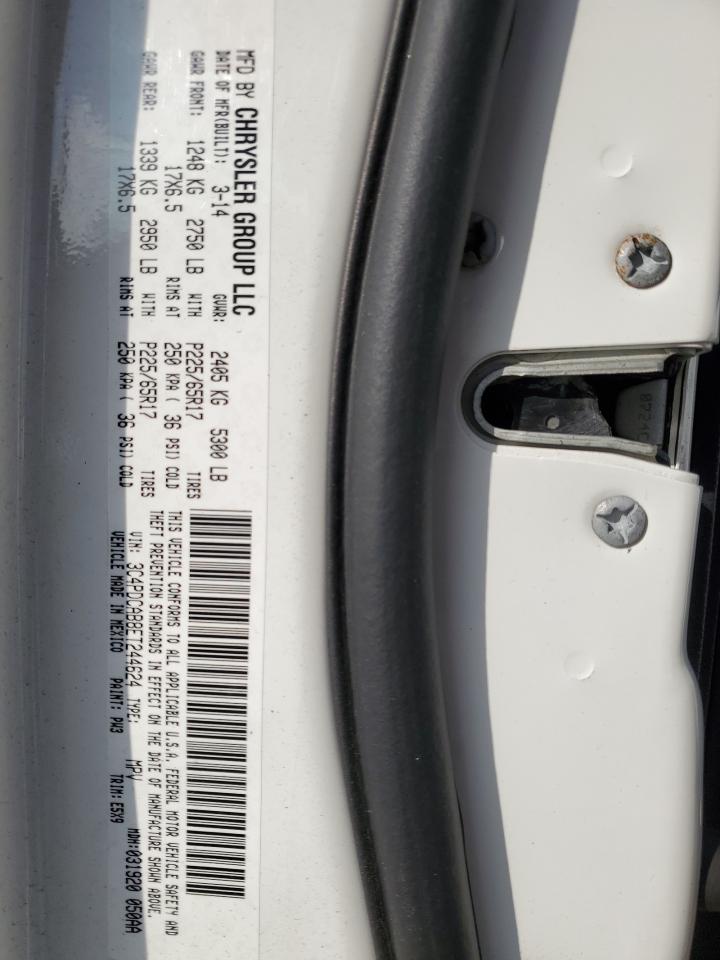 MFD BY CHRYSLER GROUP LLC
DATE OF MFR(BUILT): 3-14 GVWR: 2405 KG 5300 LB
GAWR FRONT: 1248 KG 2750 LB WITH P225/65R17 TIRES
17X6.5 RIMS AT 250 KPA ( 36 PSI) COLD
GAWR REAR: 1339 KG 2950 LB WITH P225/65R17 TIRES
17X6.5 RIMS AT 250 KPA ( 36 PSI) COLD
THIS VEHICLE CONFORMS TO ALL APPLICABLE U.S.A. FEDERAL MOTOR VEHICLE SAFETY AND
THEFT PREVENTION STANDARDS IN EFFECT ON THE DATE OF MANUFACTURE SHOWN ABOVE.
VIN: 3C4PDCAB8ET244624 TYPE: MPV
VEHICLE MADE IN MEXICO PAINT: PW3 TRIM: E5X9 MDH:031920 050AA